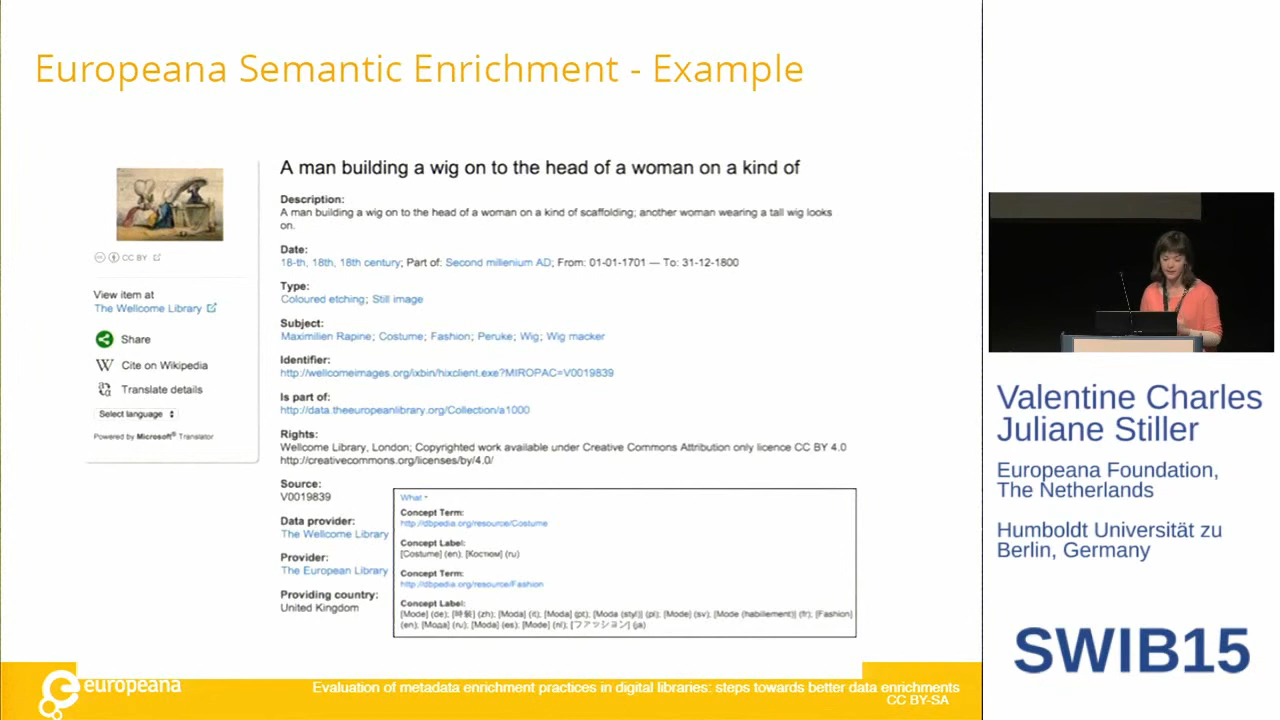 Europeana Semantic Enrichment - Example
A man building a wig on to the head of a woman on a kind of
Description:
A man building a wig on to the head of a woman on a kind of scaffolding; another woman wearing a tall wig looks
on.
Date:
18-th, 18th, 18th century; Part of: Second millenium AD; From: 01-01-1701 — To: 31-12-1800
Type:
Coloured etching; Still image
Subject:
Maximilien Rapine; Costume; Fashion; Peruke; Wig; Wig macker
Identifier:
http://wellcomeimages.org/ixbin/hixclient.exe?MIROPAC=V0019839
Is part of:
http://data.theeuropeanlibrary.org/Collection/a1000
Rights:
Wellcome Library, London; Copyrighted work available under Creative Commons Attribution only licence CC BY 4.0
http://creativecommons.org/licenses/by/4.0/
Source:
V0019839
Data provider:
The Wellcome Library
Provider:
The European Library
Providing country:
United Kingdom
CC BY
View item at
The Wellcome Library
Share
Cite on Wikipedia
Translate details
Select language
Powered by Microsoft® Translator
What
Concept Term:
http://dbpedia.org/resource/Costume
Concept Label:
[Costume] (en); [Костюм] (ru)
Concept Term:
http://dbpedia.org/resource/Fashion
Concept Label:
[Mode] (de); [時裝] (zh); [Moda] (it); [Moda] (pt); [Moda (styl)] (pl); [Mode] (sv); [Mode (habillement)] (fr); [Fashion]
(en); [Мода] (ru); [Moda] (es); [Mode] (nl); [ファッション] (ja)
europeana
Evaluation of metadata enrichment practices in digital libraries: steps towards better data enrichments
CC BY-SA
Valentine Charles
Juliane Stiller
Europeana Foundation,
The Netherlands
Humboldt Universität zu
Berlin, Germany
SWIB15